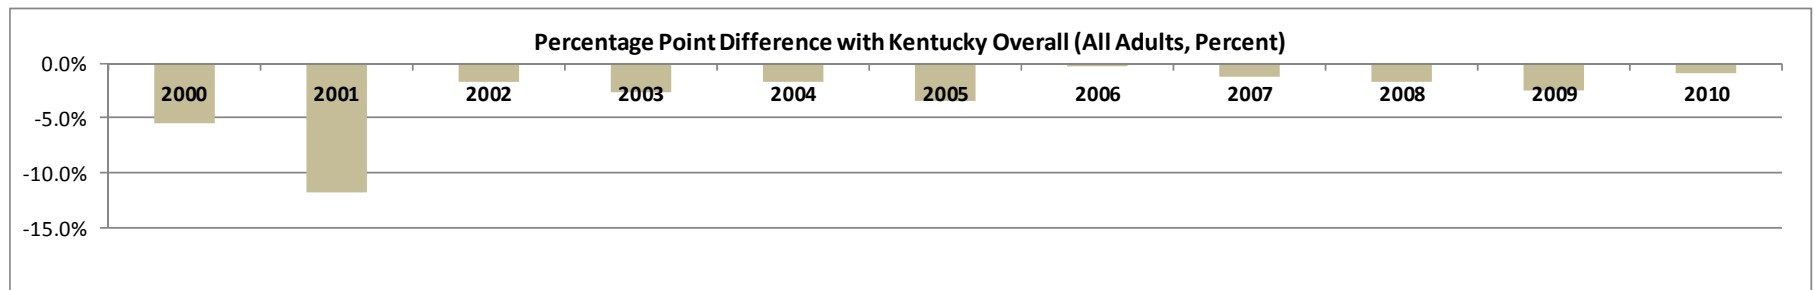 Percentage Point Difference with Kentucky Overall (All Adults, Percent)
0.0%
2000 2001 2002 2003 2004 2005 2006 2007 2008 2009 2010
-5.0%
-10.0%
-15.0%